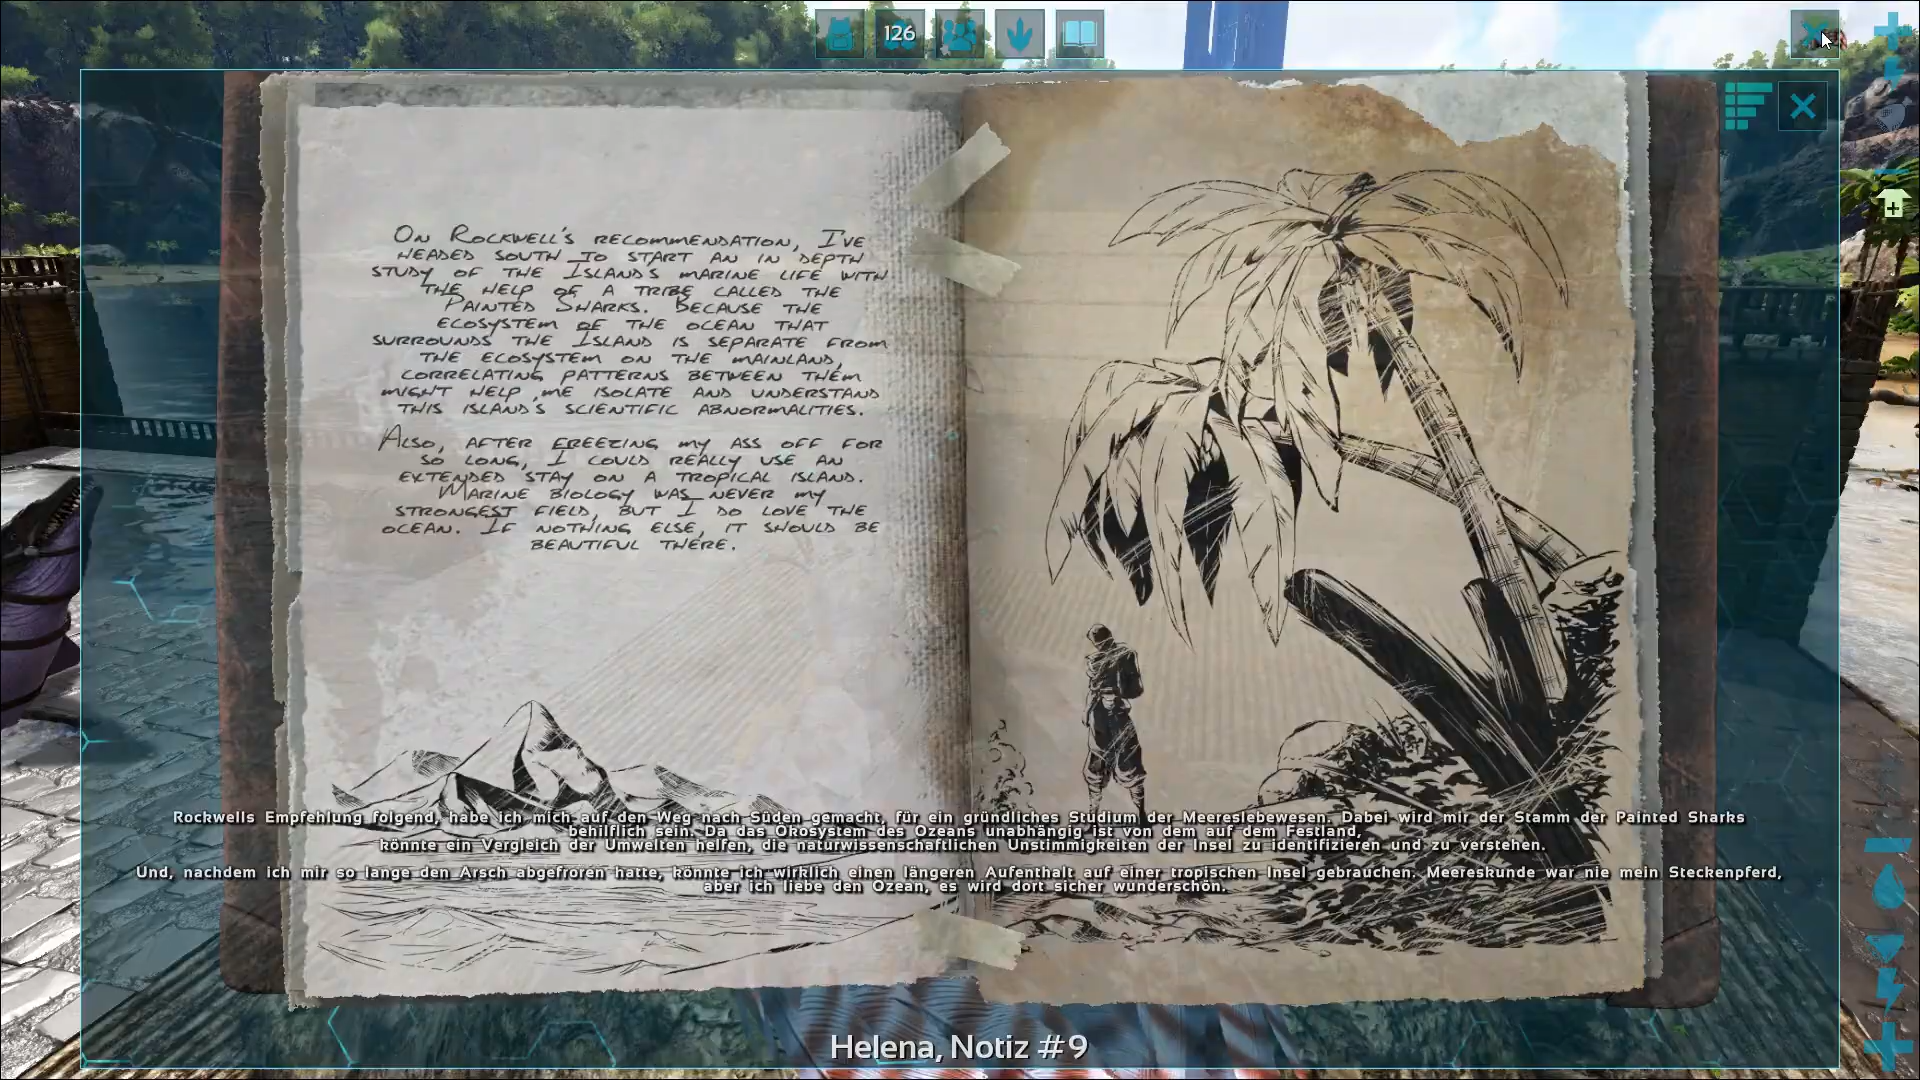 126
On Rockwell's recommendation, I've
headed south to start an in depth
study of the Island's marine life with
the help of a tribe called the
Painted Sharks. Because the
ecosystem of the ocean that
surrounds the Island is separate from
the ecosystem on the mainland,
correlating patterns between them
might help me isolate and understand
this island's scientific abnormalities.
Also, after freezing my ass off for
so long, I could really use an
extended stay on a tropical island.
Marine biology was never my
strongest field, but I do love the
ocean. If nothing else, it should be
beautiful there.
Rockwells Empfehlung folgend, habe ich mich auf den Weg nach Süden gemacht, für ein gründliches Studium der Meereslebewesen. Dabei wird mir der Stamm der Painted Sharks
behilflich sein. Da das Ökosystem des Ozeans unabhängig ist von dem auf dem Festland,
könnte ein Vergleich der Umwelten helfen, die naturwissenschaftlichen Unstimmigkeiten der Insel zu identifizieren und zu verstehen.
Und, nachdem ich mir so lange den Arsch abgefroren hatte, könnte ich wirklich einen längeren Aufenthalt auf einer tropischen Insel gebrauchen. Meereskunde war nie mein Steckenpferd,
aber ich liebe den Ozean, es wird dort sicher wunderschön.
Helena, Notiz #9